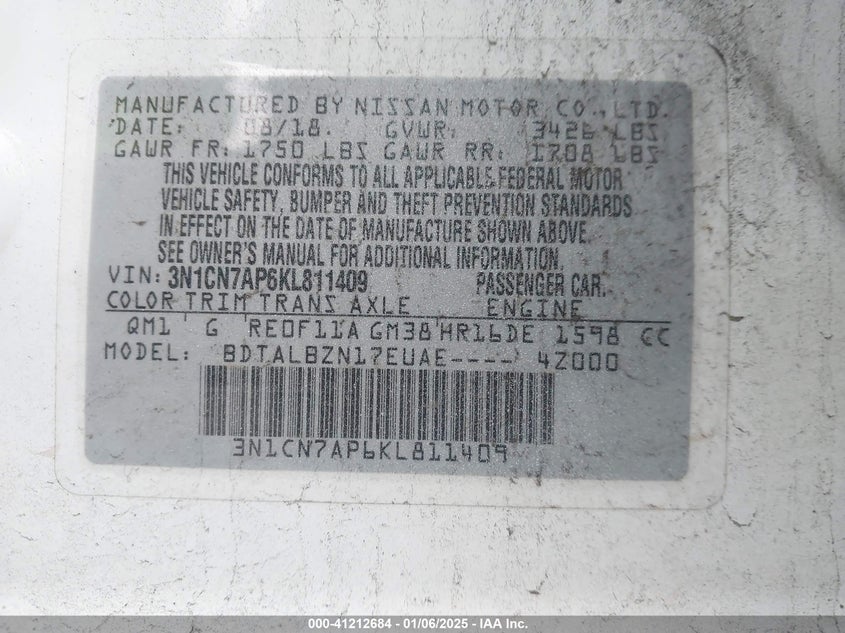 MANUFACTURED BY NISSAN MOTOR CO., LTD.
DATE: 08/18. GVWR: 3426 LBS
GAWR FR: 1750 LBS GAWR RR: 1708 LBS
THIS VEHICLE CONFORMS TO ALL APPLICABLE FEDERAL MOTOR
VEHICLE SAFETY, BUMPER AND THEFT PREVENTION STANDARDS
IN EFFECT ON THE DATE OF MANUFACTURE SHOWN ABOVE.
SEE OWNER'S MANUAL FOR ADDITIONAL INFORMATION.
VIN: 3N1CN7AP6KL811409 PASSENGER CAR.
COLOR TRIM TRANS AXLE ENGINE
QM1 G RE0F11A GM38 HR16DE 1598 CC
MODEL: BDTALBZN17EUAE---- 4Z000
3N1CN7AP6KL811409
000-41212684 - 01/06/2025 - IAA Inc.